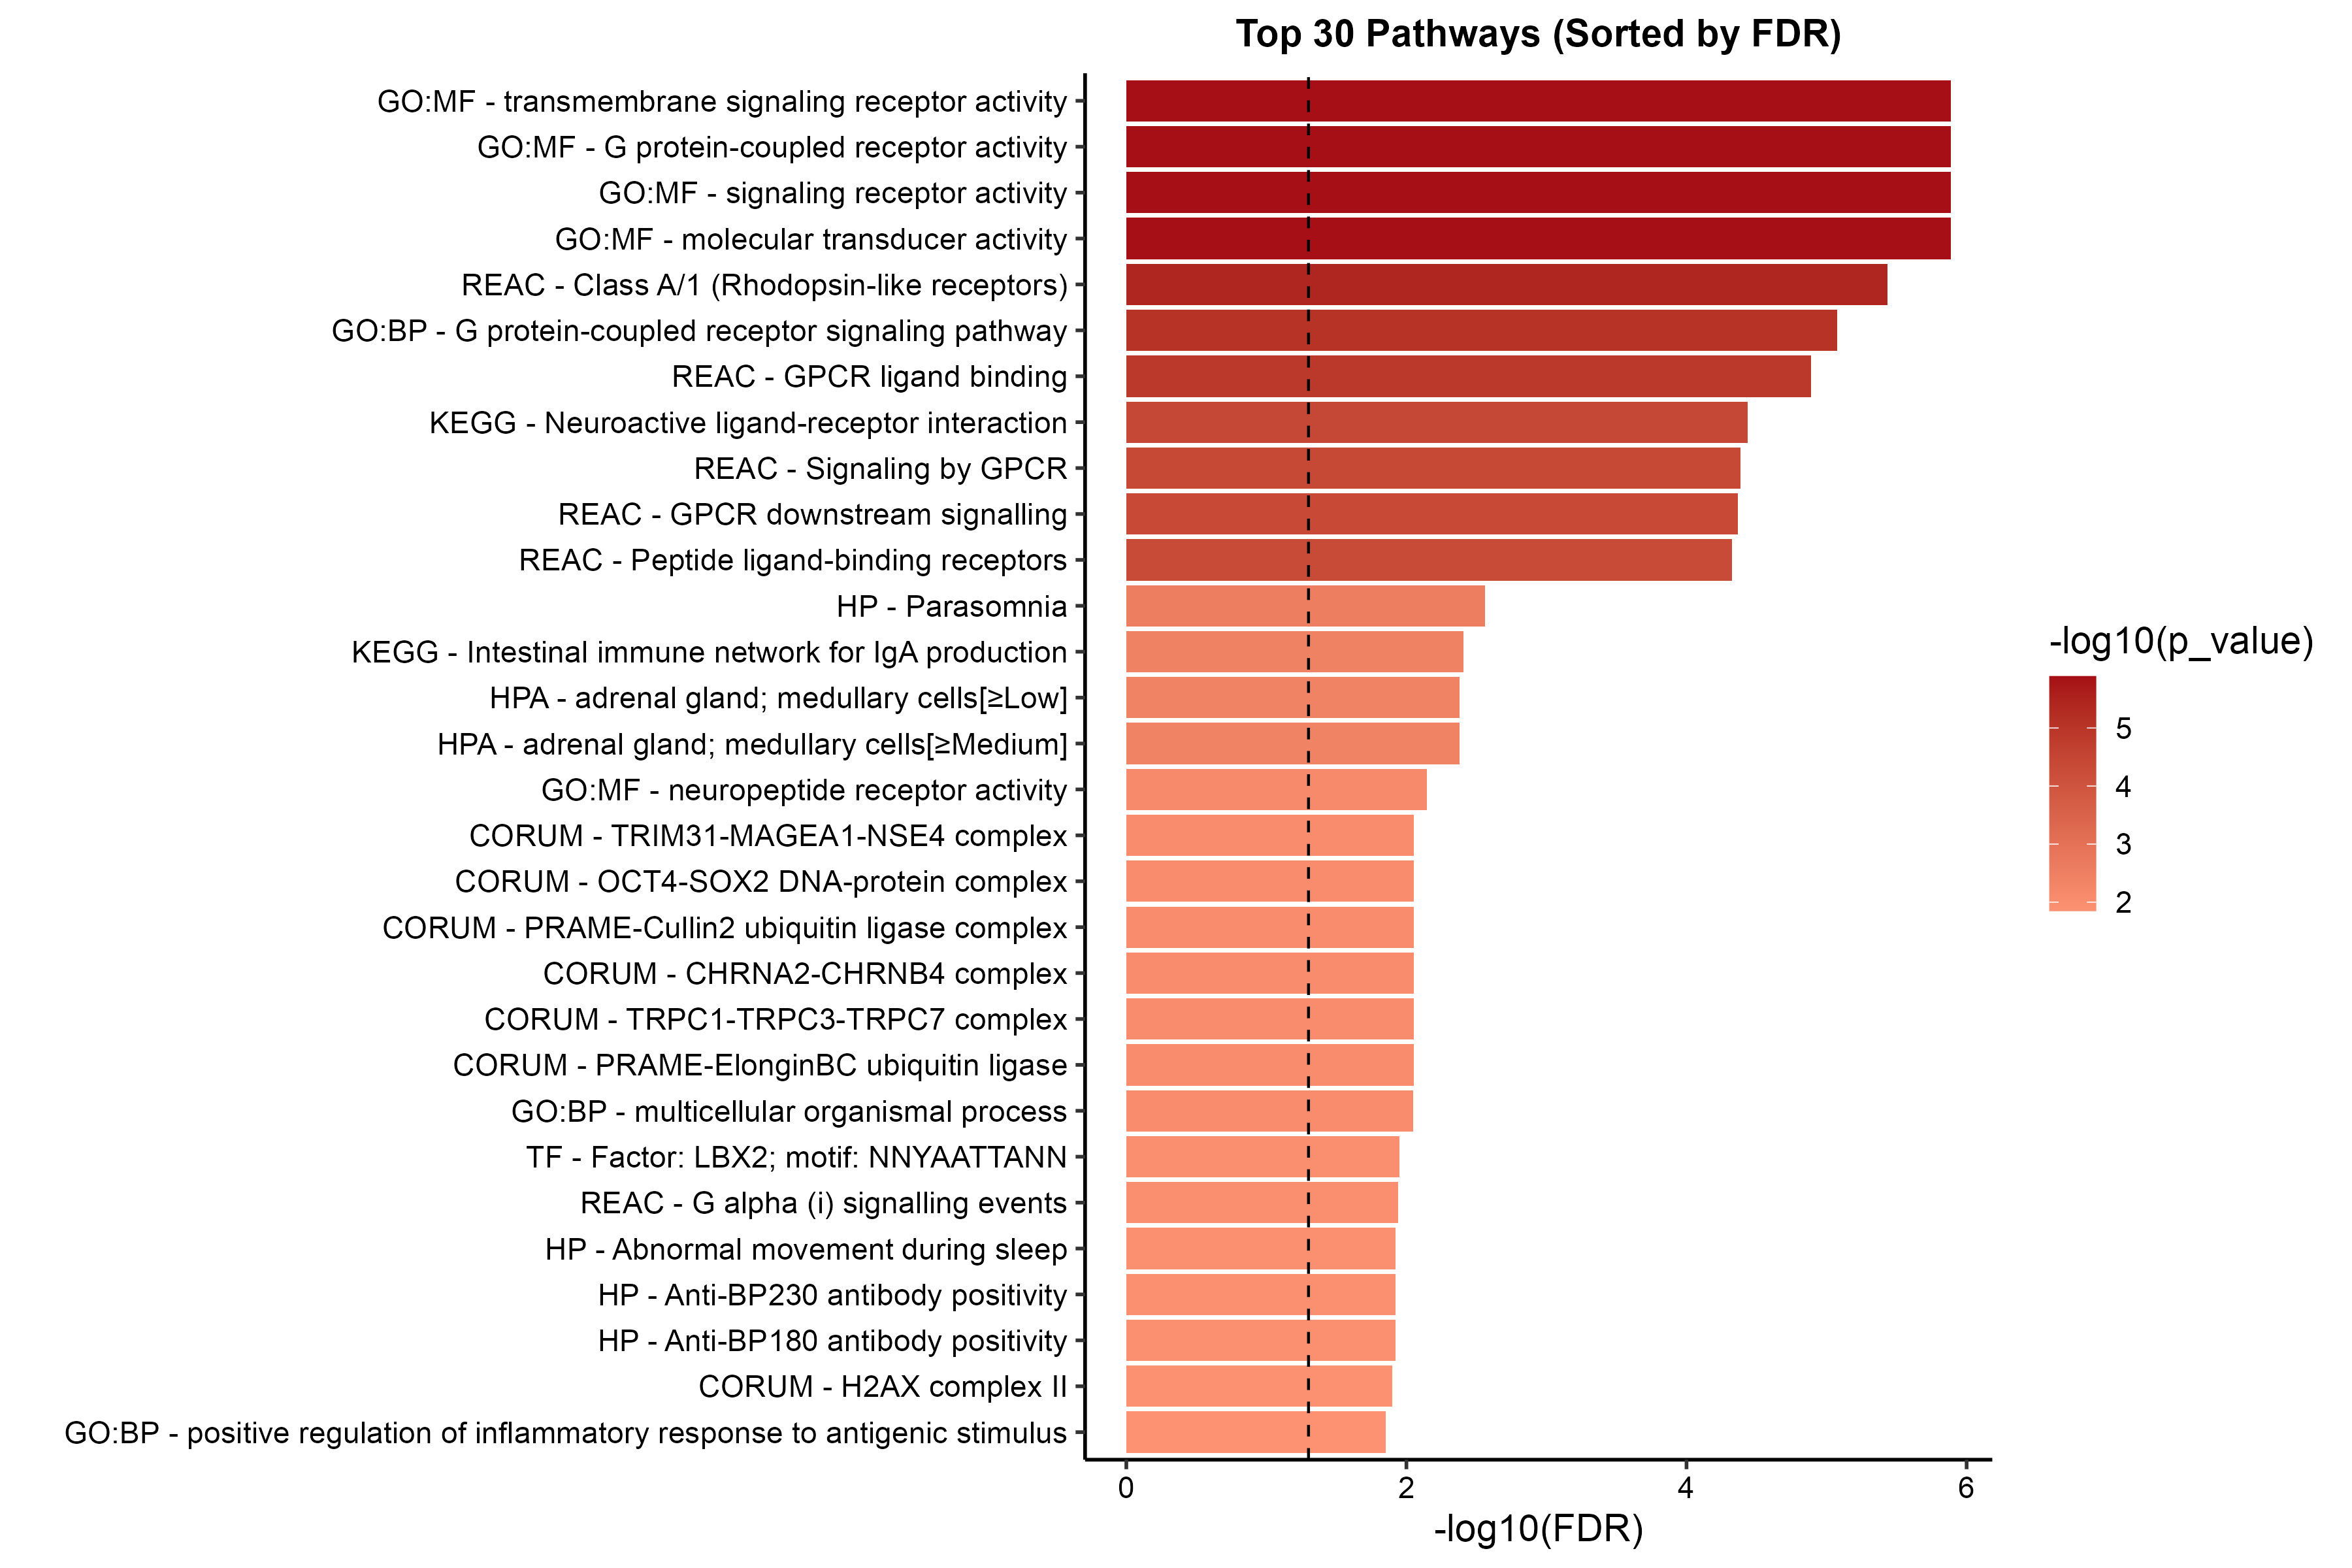 Top 30 Pathways (Sorted by FDR)
GO:MF - transmembrane signaling receptor activity
GO:MF - G protein-coupled receptor activity
GO:MF - signaling receptor activity
GO:MF - molecular transducer activity
REAC - Class A/1 (Rhodopsin-like receptors)
GO:BP - G protein-coupled receptor signaling pathway
REAC - GPCR ligand binding
KEGG - Neuroactive ligand-receptor interaction
REAC - Signaling by GPCR
REAC - GPCR downstream signalling
REAC - Peptide ligand-binding receptors
HP - Parasomnia
KEGG - Intestinal immune network for IgA production
HPA - adrenal gland; medullary cells[≥Low]
HPA - adrenal gland; medullary cells[≥Medium]
GO:MF - neuropeptide receptor activity
CORUM - TRIM31-MAGEA1-NSE4 complex
CORUM - OCT4-SOX2 DNA-protein complex
CORUM - PRAME-Cullin2 ubiquitin ligase complex
CORUM - CHRNA2-CHRNB4 complex
CORUM - TRPC1-TRPC3-TRPC7 complex
CORUM - PRAME-ElonginBC ubiquitin ligase
GO:BP - multicellular organismal process
TF - Factor: LBX2; motif: NNYAATTANN
REAC - G alpha (i) signalling events
HP - Abnormal movement during sleep
HP - Anti-BP230 antibody positivity
HP - Anti-BP180 antibody positivity
CORUM - H2AX complex II
GO:BP - positive regulation of inflammatory response to antigenic stimulus
0 2 4 6
-log10(FDR)
-log10(p_value)
5
4
3
2